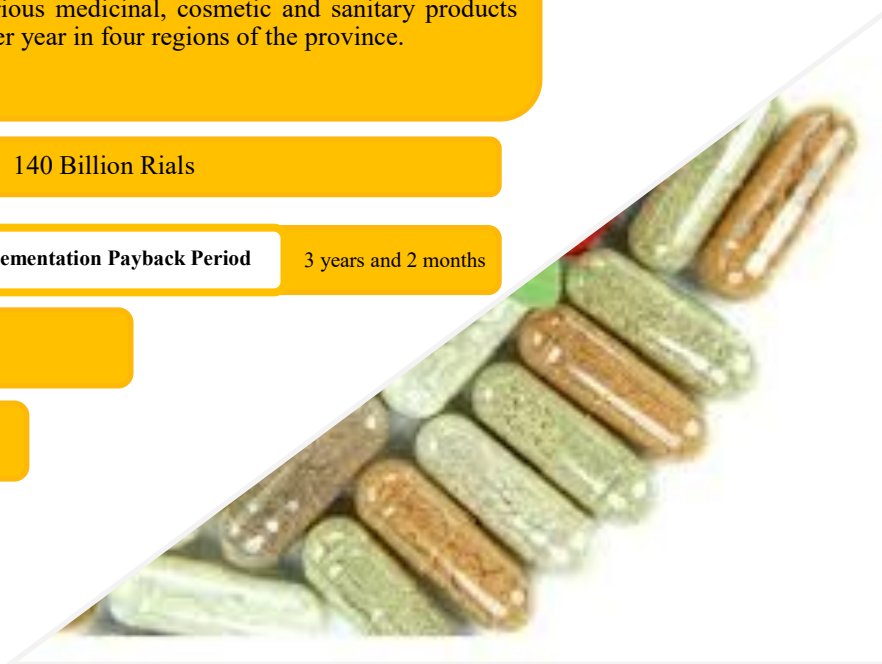 rious medicinal, cosmetic and sanitary products
er year in four regions of the province.
140 Billion Rials
ementation Payback Period
3 years and 2 months